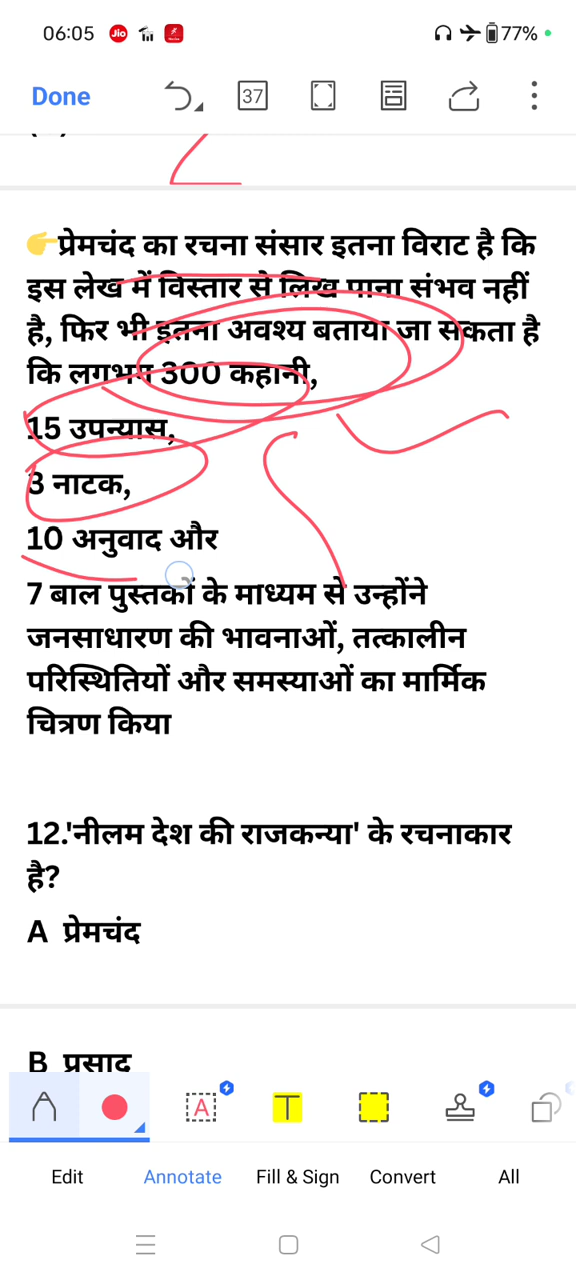 06:05
Jio
77%
Done
37
👉प्रेमचंद का रचना संसार इतना विराट है कि
इस लेख में विस्तार से लिख पाना संभव नहीं
है, फिर भी इतना अवश्य बताया जा सकता है
कि लगभग 300 कहानी,
15 उपन्यास,
3 नाटक,
10 अनुवाद और
7 बाल पुस्तकों के माध्यम से उन्होंने
जनसाधारण की भावनाओं, तत्कालीन
परिस्थितियों और समस्याओं का मार्मिक
चित्रण किया
12.'नीलम देश की राजकन्या' के रचनाकार
है?
A प्रेमचंद
B प्रसाद
A
T
Edit
Annotate
Fill & Sign
Convert
All